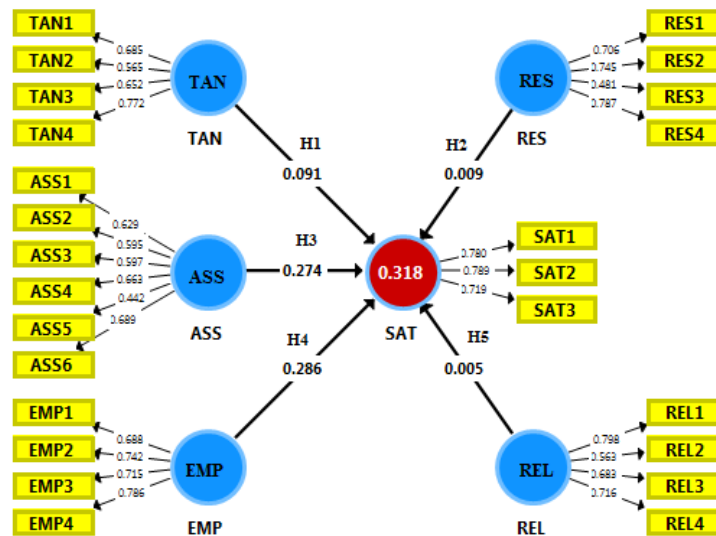 TAN1
TAN2
TAN3
TAN4
0.685
0.565
0.652
0.772
TAN
TAN
RES1
RES2
RES3
RES4
0.706
0.745
0.481
0.787
RES
RES
H1
0.091
H2
0.009
ASS1
ASS2
ASS3
ASS4
ASS5
ASS6
0.629
0.595
0.597
0.663
0.442
0.689
ASS
ASS
H3
0.274
0.318
SAT
0.780
0.789
0.719
SAT1
SAT2
SAT3
H4
0.286
H5
0.005
EMP1
EMP2
EMP3
EMP4
0.688
0.742
0.715
0.786
EMP
EMP
REL
REL
0.798
0.563
0.683
0.716
REL1
REL2
REL3
REL4